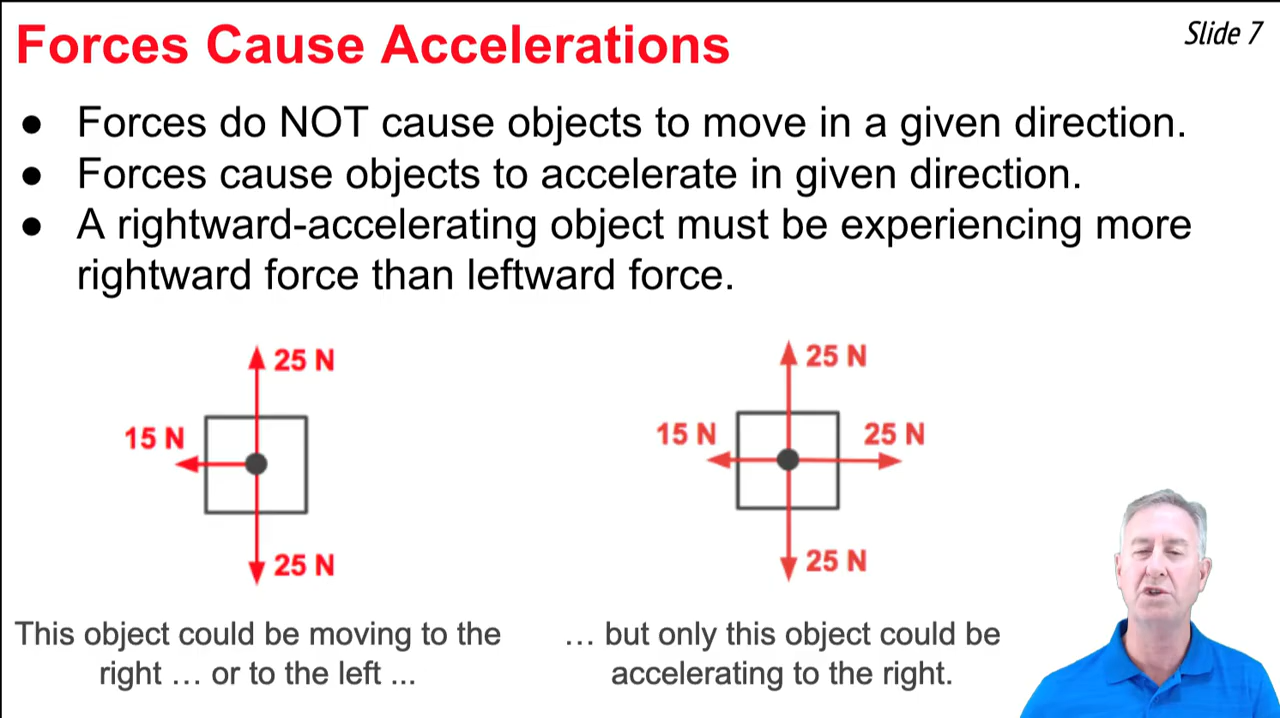 Forces Cause Accelerations
Slide 7
● Forces do NOT cause objects to move in a given direction.
● Forces cause objects to accelerate in given direction.
● A rightward-accelerating object must be experiencing more
rightward force than leftward force.
25 N
15 N
25 N
This object could be moving to the
right … or to the left ...
25 N
15 N
25 N
25 N
… but only this object could be
accelerating to the right.